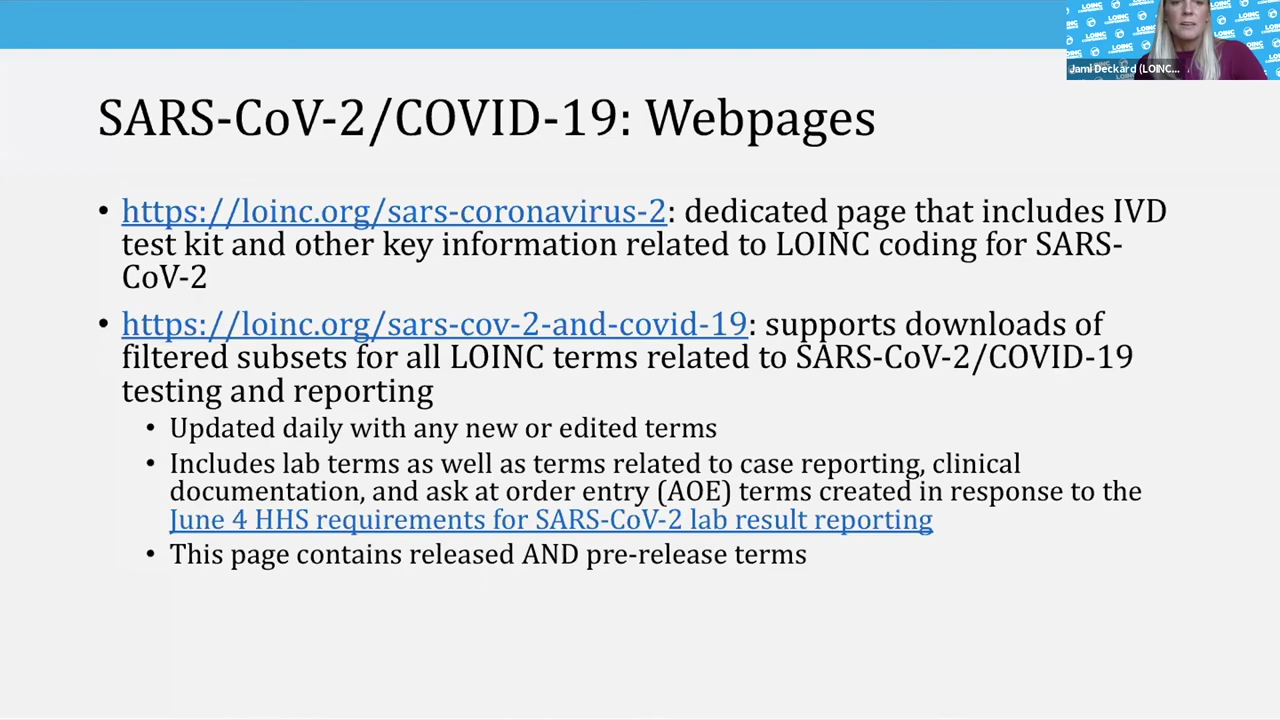 LOINC
LOINC
LOINC
LOINC
CONFERENCE
Jami Deckard (LOINC...
SARS-CoV-2/COVID-19: Webpages
• https://loinc.org/sars-coronavirus-2: dedicated page that includes IVD
test kit and other key information related to LOINC coding for SARS-
CoV-2
• https://loinc.org/sars-cov-2-and-covid-19: supports downloads of
filtered subsets for all LOINC terms related to SARS-CoV-2/COVID-19
testing and reporting
• Updated daily with any new or edited terms
• Includes lab terms as well as terms related to case reporting, clinical
documentation, and ask at order entry (AOE) terms created in response to the
June 4 HHS requirements for SARS-CoV-2 lab result reporting
• This page contains released AND pre-release terms